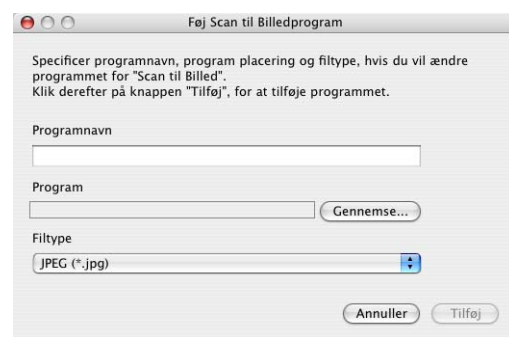 Føj Scan til Billedprogram
Specificer programnavn, program placering og filtype, hvis du vil ændre
programmet for "Scan til Billed".
Klik derefter på knappen "Tilføj", for at tilføje programmet.
Programnavn
Program
Gennemse...
Filtype
JPEG (*.jpg)
Annuller Tilføj